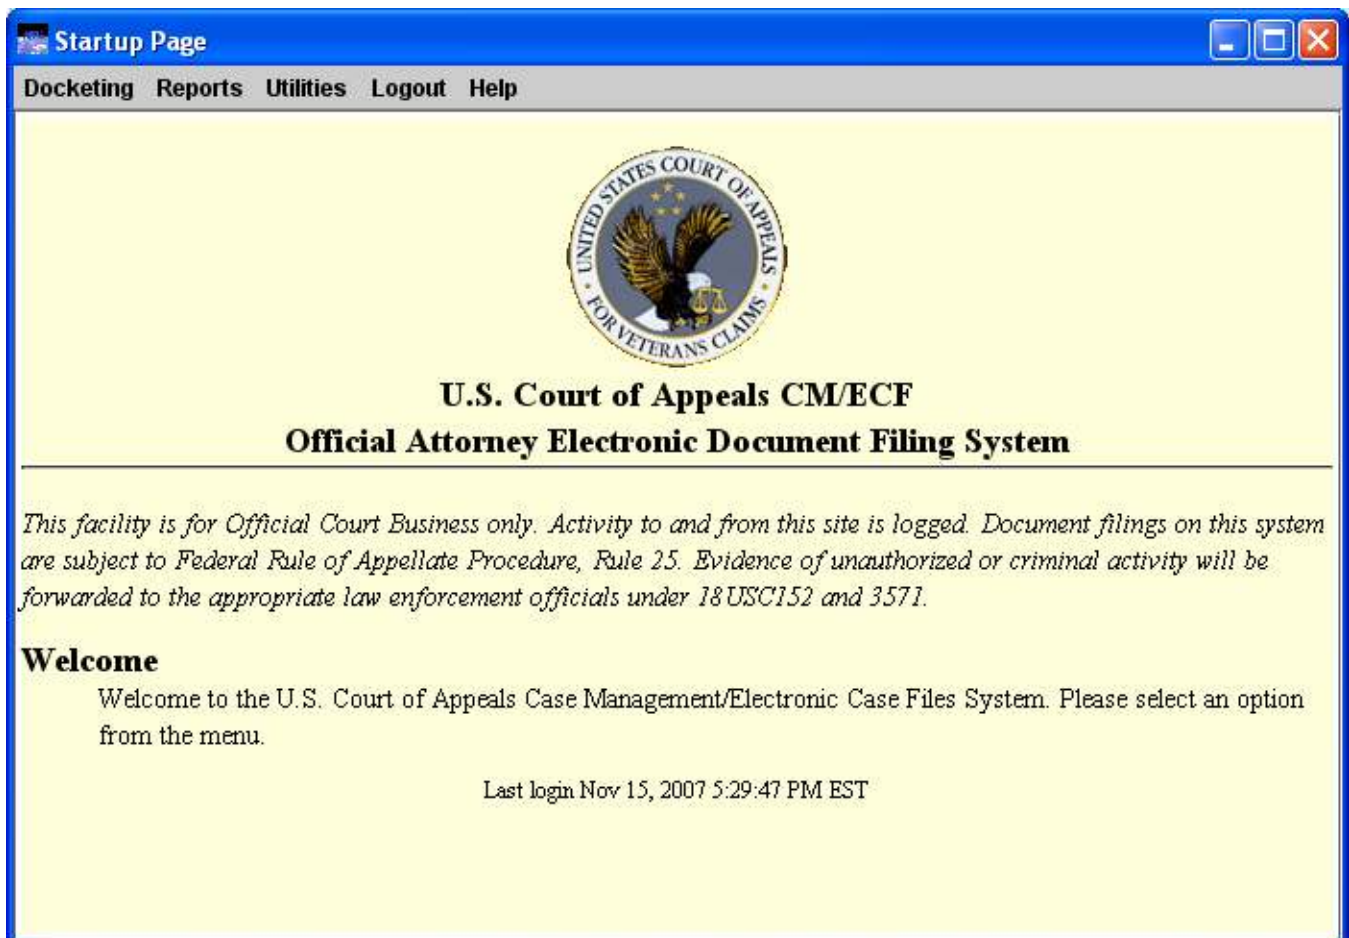 Startup Page
Docketing Reports Utilities Logout Help
UNITED STATES COURT OF APPEALS
FOR VETERANS CLAIMS
U.S. Court of Appeals CM/ECF
Official Attorney Electronic Document Filing System
This facility is for Official Court Business only. Activity to and from this site is logged. Document filings on this system
are subject to Federal Rule of Appellate Procedure, Rule 25. Evidence of unauthorized or criminal activity will be
forwarded to the appropriate law enforcement officials under 18USC152 and 3571.
Welcome
Welcome to the U.S. Court of Appeals Case Management/Electronic Case Files System. Please select an option
from the menu.
Last login Nov 15, 2007 5:29:47 PM EST